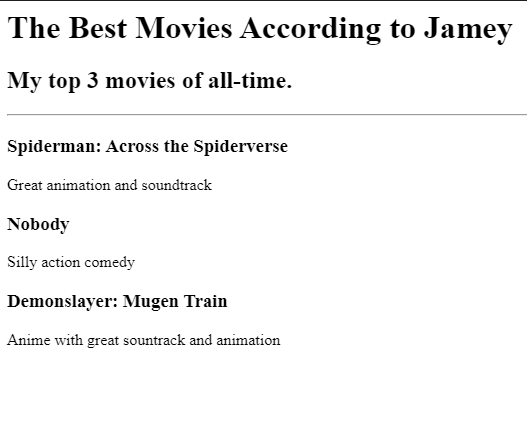 The Best Movies According to Jamey
My top 3 movies of all-time.
Spiderman: Across the Spiderverse
Great animation and soundtrack
Nobody
Silly action comedy
Demonslayer: Mugen Train
Anime with great sountrack and animation